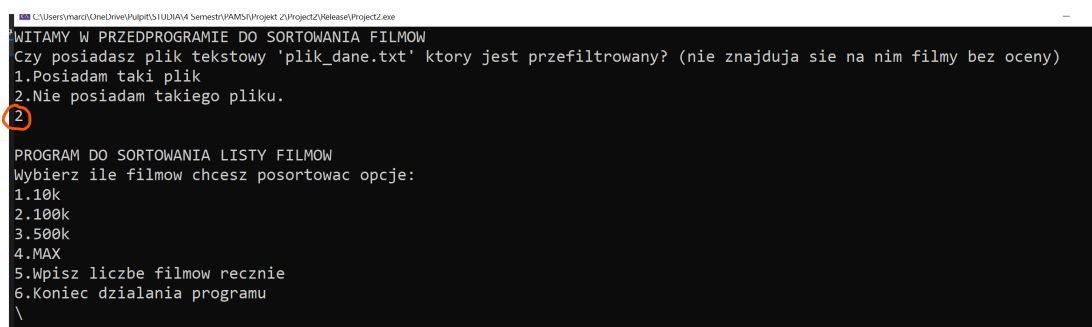 C:\Users\marci\OneDrive\Pulpit\STUDIA\4 Semestr\PAMSI\Projekt 2\Project2\Release\Project2.exe
WITAMY W PRZEDPROGRAMIE DO SORTOWANIA FILMOW
Czy posiadasz plik tekstowy 'plik_dane.txt' ktory jest przefiltrowany? (nie znajduja sie na nim filmy bez oceny)
1.Posiadam taki plik
2.Nie posiadam takiego pliku.
2
PROGRAM DO SORTOWANIA LISTY FILMOW
Wybierz ile filmow chcesz posortowac opcje:
1.10k
2.100k
3.500k
4.MAX
5.Wpisz liczbe filmow recznie
6.Koniec dzialania programu
\